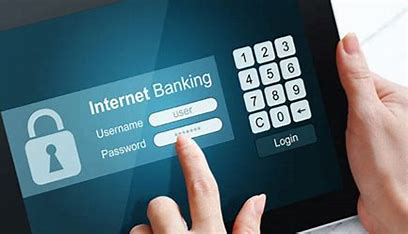 Internet Banking
Username user
Password *******
1 2 3
4 5 6
7 8 9
C 0
Login